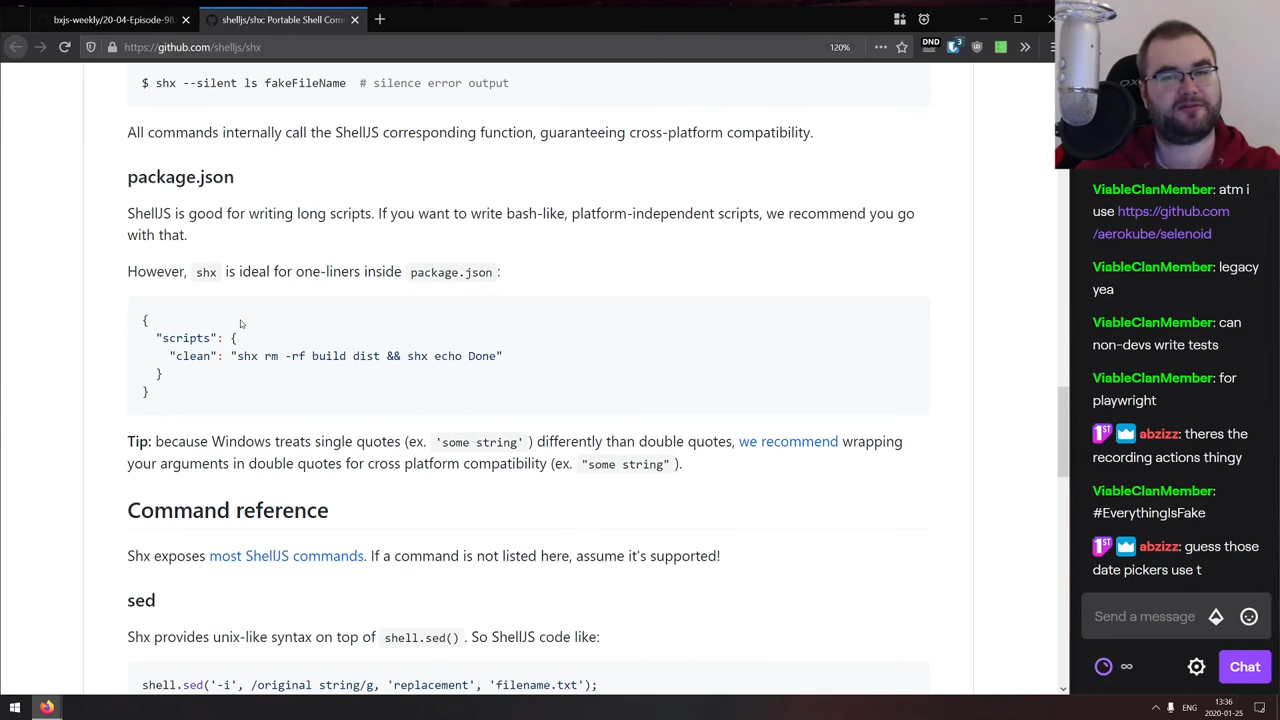 bxjs-weekly/20-04-Episode-98.
shelljs/shx: Portable Shell Com
https://github.com/shelljs/shx
120%
DND
3
$ shx --silent ls fakeFileName  # silence error output
All commands internally call the ShellJS corresponding function, guaranteeing cross-platform compatibility.
package.json
ShellJS is good for writing long scripts. If you want to write bash-like, platform-independent scripts, we recommend you go
with that.
However, shx is ideal for one-liners inside package.json:
{
"scripts": {
"clean": "shx rm -rf build dist && shx echo Done"
}
}
Tip: because Windows treats single quotes (ex. 'some string' ) differently than double quotes, we recommend wrapping
your arguments in double quotes for cross platform compatibility (ex. "some string" ).
Command reference
Shx exposes most ShellJS commands. If a command is not listed here, assume it's supported!
sed
Shx provides unix-like syntax on top of shell.sed() . So ShellJS code like:
shell.sed('-i', /original string/g, 'replacement', 'filename.txt');
ViableClanMember: atm i
use https://github.com
/aerokube/selenoid
ViableClanMember: legacy
yea
ViableClanMember: can
non-devs write tests
ViableClanMember: for
playwright
1ST abzizz: theres the
recording actions thingy
ViableClanMember:
#EverythingIsFake
1ST abzizz: guess those
date pickers use t
Send a message
∞
Chat
ENG
13:36
2020-01-25